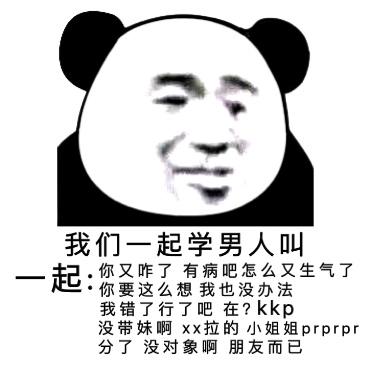 我们一起学男人叫
一起:
你又咋了 有病吧怎么又生气了
你要这么想 我也没办法
我错了行了吧 在? kkp
没带妹啊 xx拉的 小姐姐prprpr
分了 没对象啊 朋友而已